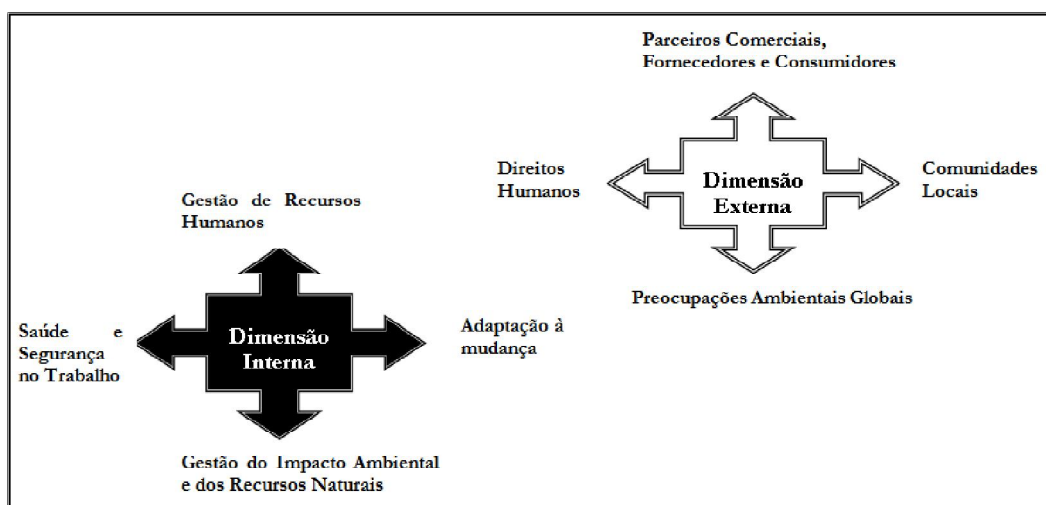 Parceiros Comerciais,
Fornecedores e Consumidores
Direitos
Humanos
Dimensão
Externa
Comunidades
Locais
Preocupações Ambientais Globais
Gestão de Recursos
Humanos
Saúde e
Segurança
no Trabalho
Dimensão
Interna
Adaptação à
mudança
Gestão do Impacto Ambiental
e dos Recursos Naturais